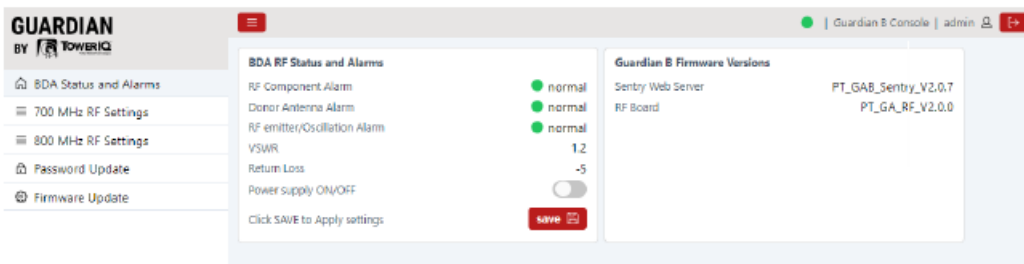 GUARDIAN
BY TOWERIQ
| Guardian B Console | admin
BDA Status and Alarms
700 MHz RF Settings
800 MHz RF Settings
Password Update
Firmware Update
BDA RF Status and Alarms
RF Component Alarm normal
Donor Antenna Alarm normal
RF emitter/Oscillation Alarm normal
VSWR 1.2
Return Loss -5
Power supply ON/OFF
Click SAVE to Apply settings save
Guardian B Firmware Versions
Sentry Web Server PT_GAB_Sentry_V2.0.7
RF Board PT_GA_RF_V2.0.0